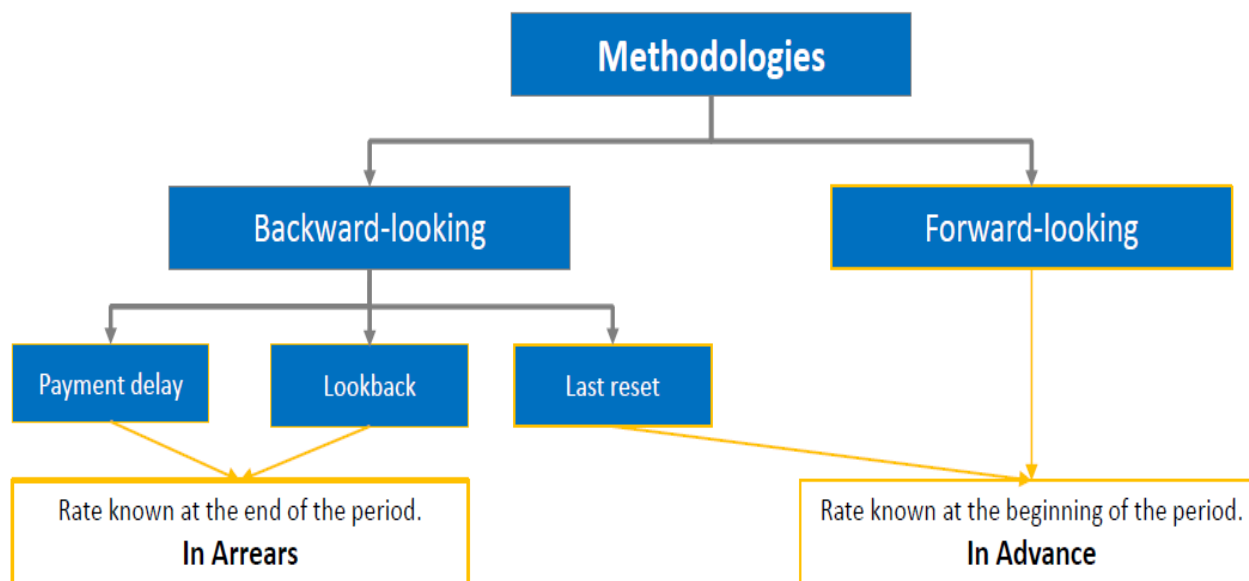 Methodologies
Backward-looking
Forward-looking
Payment delay
Lookback
Last reset
Rate known at the end of the period.
In Arrears
Rate known at the beginning of the period.
In Advance